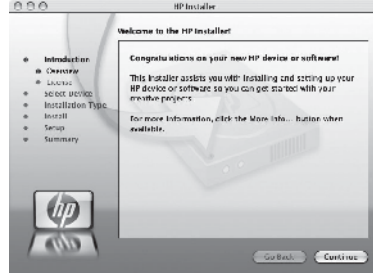 HP Installer
Welcome to the HP Installer!
Introduction
Overview
License
Select Device
Installation Type
Install
Setup
Summary
Congratulations on your new HP device or software!
This installer assists you with installing and setting up your
HP device or software so you can get started with your
creative projects.
For more information, click the More Info... button when
available.
hp
Go Back
Continue